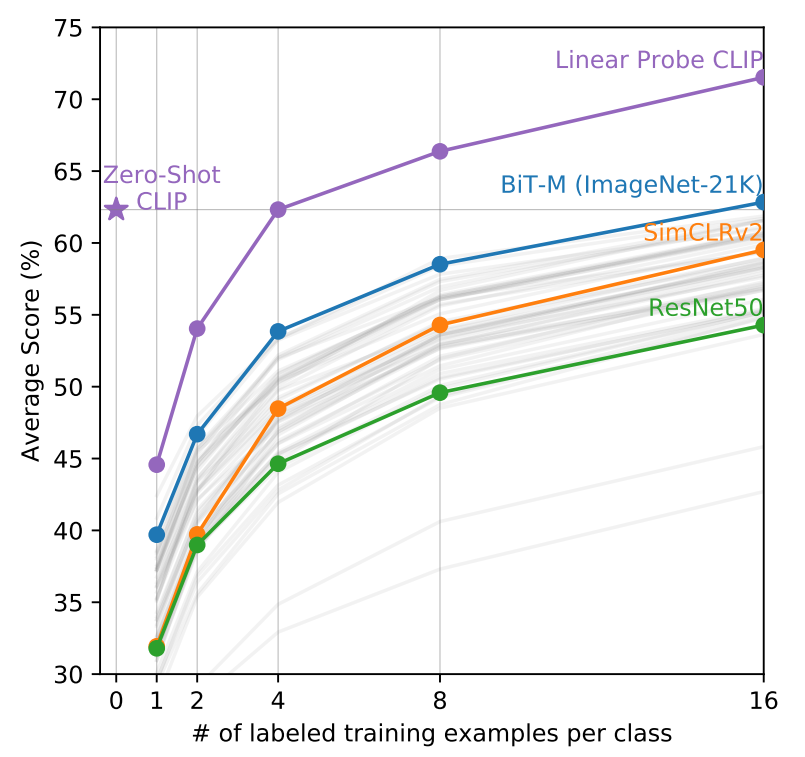 75
70
65
60
55
50
45
40
35
30
Average Score (%)
Linear Probe CLIP
Zero-Shot
CLIP
BiT-M (ImageNet-21K)
SimCLRv2
ResNet50
0 1 2 4 8 16
# of labeled training examples per class